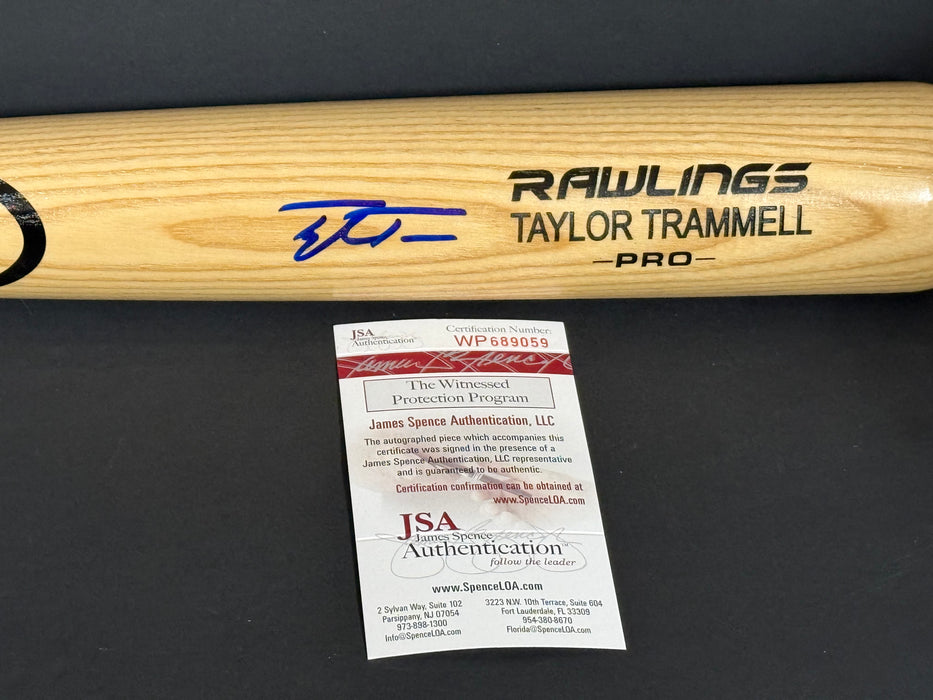 RAWLINGS
TAYLOR TRAMMELL
-PRO-
JSA
James Spence
Authentication™
Certification Number:
WP689059
The Witnessed
Protection Program
James Spence Authentication, LLC
The autographed piece which accompanies this
certificate was signed in the presence of a
James Spence Authentication, LLC representative
and is guaranteed to be authentic.
Certification confirmation can be obtained at
www.SpenceLOA.com
JSA
James Spence
Authentication™
follow the leader
www.SpenceLOA.com
2 Sylvan Way, Suite 102
Parsippany, NJ 07054
973-898-1300
Info@SpenceLOA.com
3223 N.W. 10th Terrace, Suite 604
Fort Lauderdale, FL 33309
954-380-8670
Florida@SpenceLOA.com